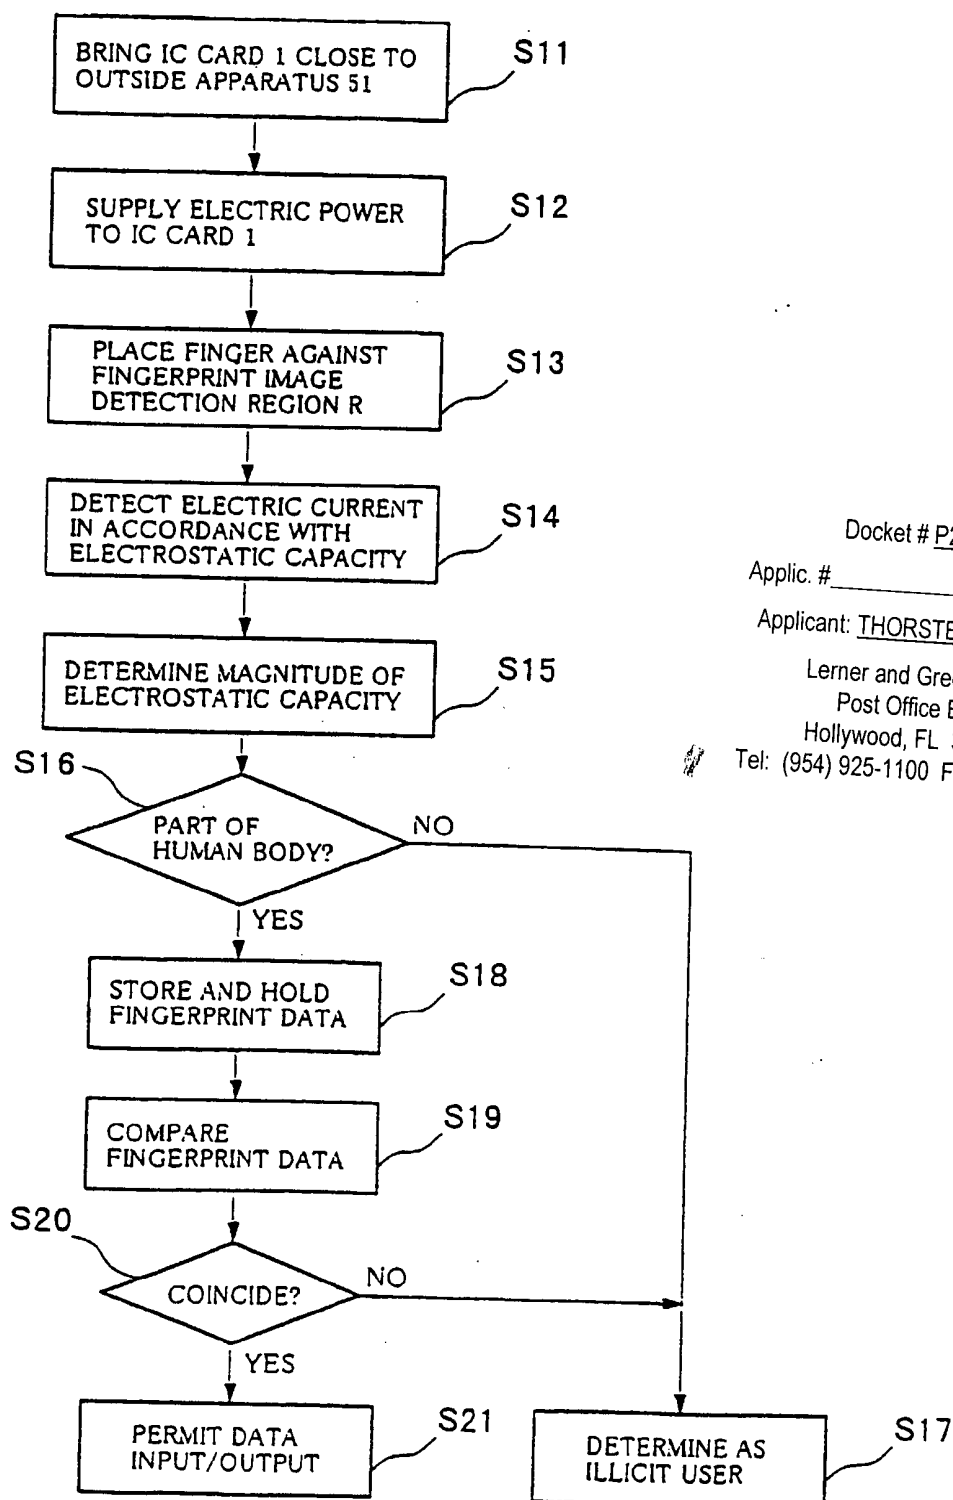 BRING IC CARD 1 CLOSE TO
OUTSIDE APPARATUS 51
S11
SUPPLY ELECTRIC POWER
TO IC CARD 1
S12
PLACE FINGER AGAINST
FINGERPRINT IMAGE
DETECTION REGION R
S13
DETECT ELECTRIC CURRENT
IN ACCORDANCE WITH
ELECTROSTATIC CAPACITY
S14
DETERMINE MAGNITUDE OF
ELECTROSTATIC CAPACITY
S15
S16
PART OF
HUMAN BODY?
NO
YES
STORE AND HOLD
FINGERPRINT DATA
S18
COMPARE
FINGERPRINT DATA
S19
S20
COINCIDE?
NO
YES
PERMIT DATA
INPUT/OUTPUT
S21
DETERMINE AS
ILLICIT USER
S17
Docket #
Applic. #
Applicant:
Lerner and
Post Office
Hollywood, FL
Tel: (954) 925-1100